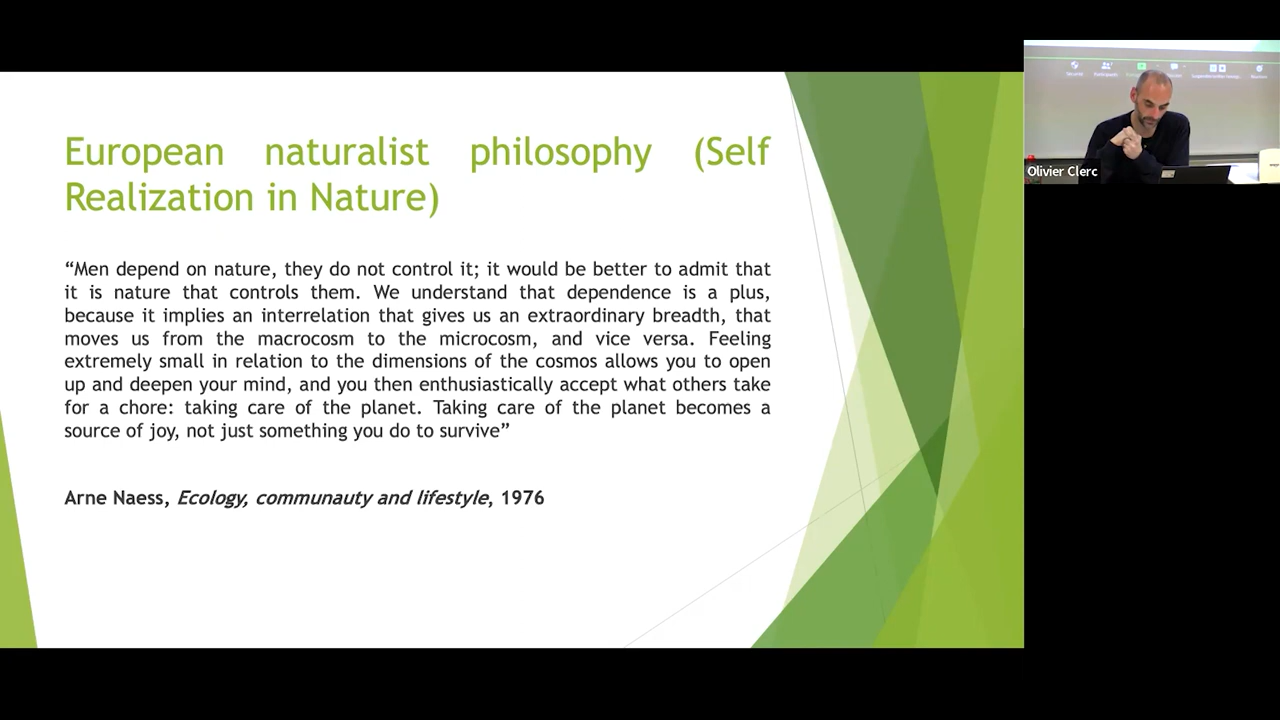 European naturalist philosophy (Self
Realization in Nature)
“Men depend on nature, they do not control it; it would be better to admit that
it is nature that controls them. We understand that dependence is a plus,
because it implies an interrelation that gives us an extraordinary breadth, that
moves us from the macrocosm to the microcosm, and vice versa. Feeling
extremely small in relation to the dimensions of the cosmos allows you to open
up and deepen your mind, and you then enthusiastically accept what others take
for a chore: taking care of the planet. Taking care of the planet becomes a
source of joy, not just something you do to survive”
Arne Naess, Ecology, communauty and lifestyle, 1976
Olivier Clerc